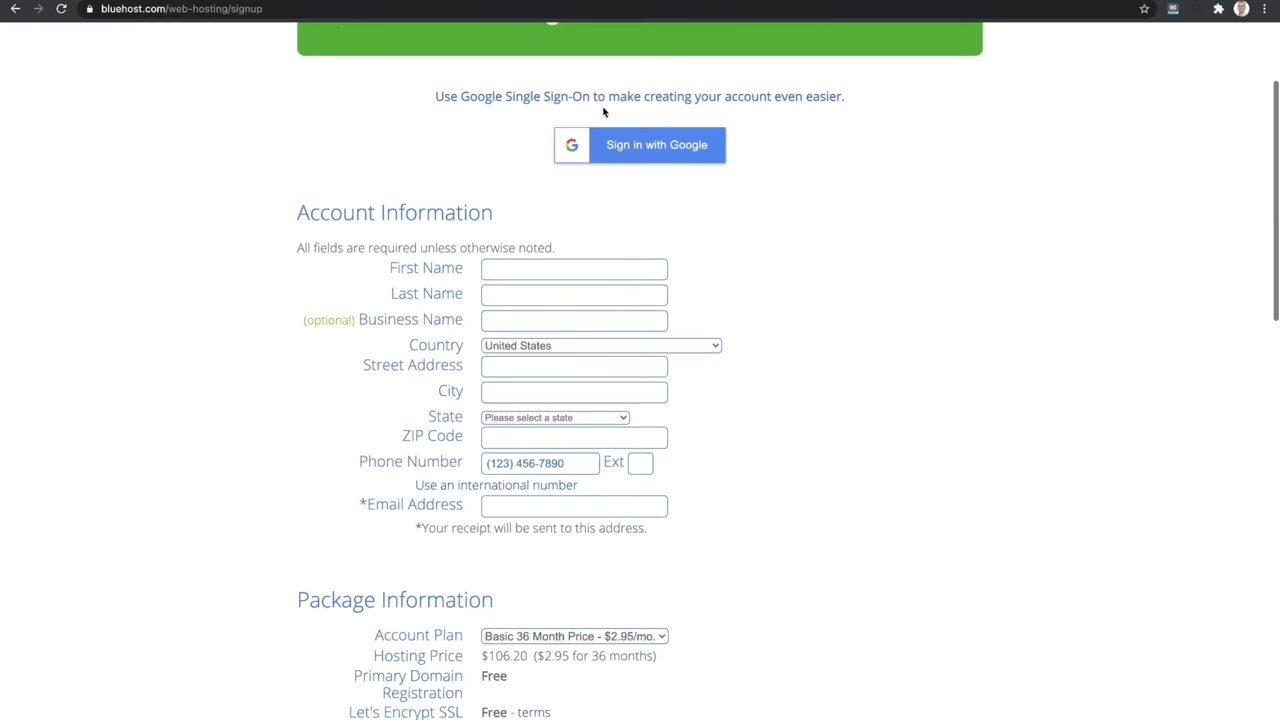 bluehost.com/web-hosting/signup
Use Google Single Sign-On to make creating your account even easier.
G Sign in with Google
Account Information
All fields are required unless otherwise noted.
First Name
Last Name
(optional) Business Name
Country United States
Street Address
City
State Please select a state
ZIP Code
Phone Number (123) 456-7890 Ext
Use an international number
*Email Address
*Your receipt will be sent to this address.
Package Information
Account Plan Basic 36 Month Price - $2.95/mo.
Hosting Price $106.20 ($2.95 for 36 months)
Primary Domain Free
Registration
Let's Encrypt SSL Free - terms